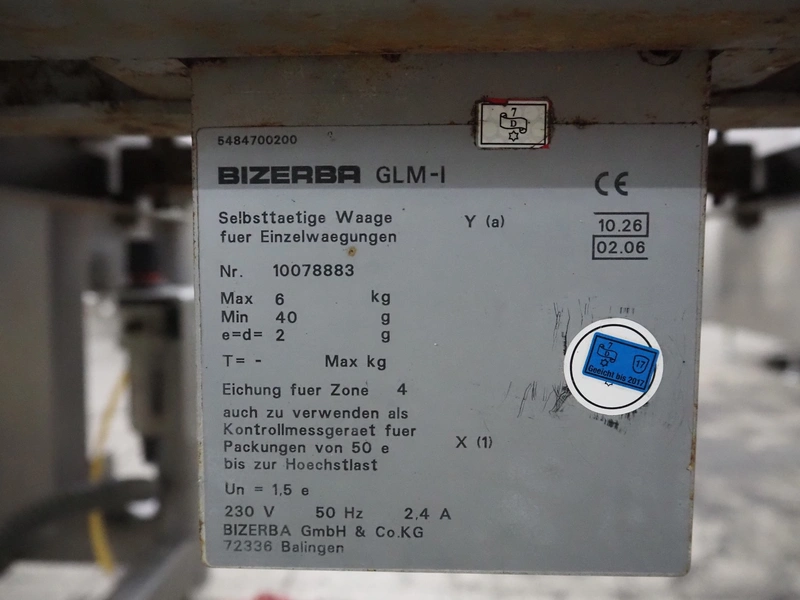 7
D
5484700200
BIZERBA GLM-I
CE
Selbsttaetige Waage Y (a)
fuer Einzelwaegungen
10.26
02.06
Nr. 10078883
Max 6 kg
Min 40 g
e=d= 2 g
T= - Max kg
7
D
17
Geeicht bis 2017
Eichung fuer Zone 4
auch zu verwenden als
Kontrollmessgeraet fuer
Packungen von 50 e X (1)
bis zur Hoechstlast
Un = 1,5 e
230 V 50 Hz 2,4 A
BIZERBA GmbH & Co.KG
72336 Balingen